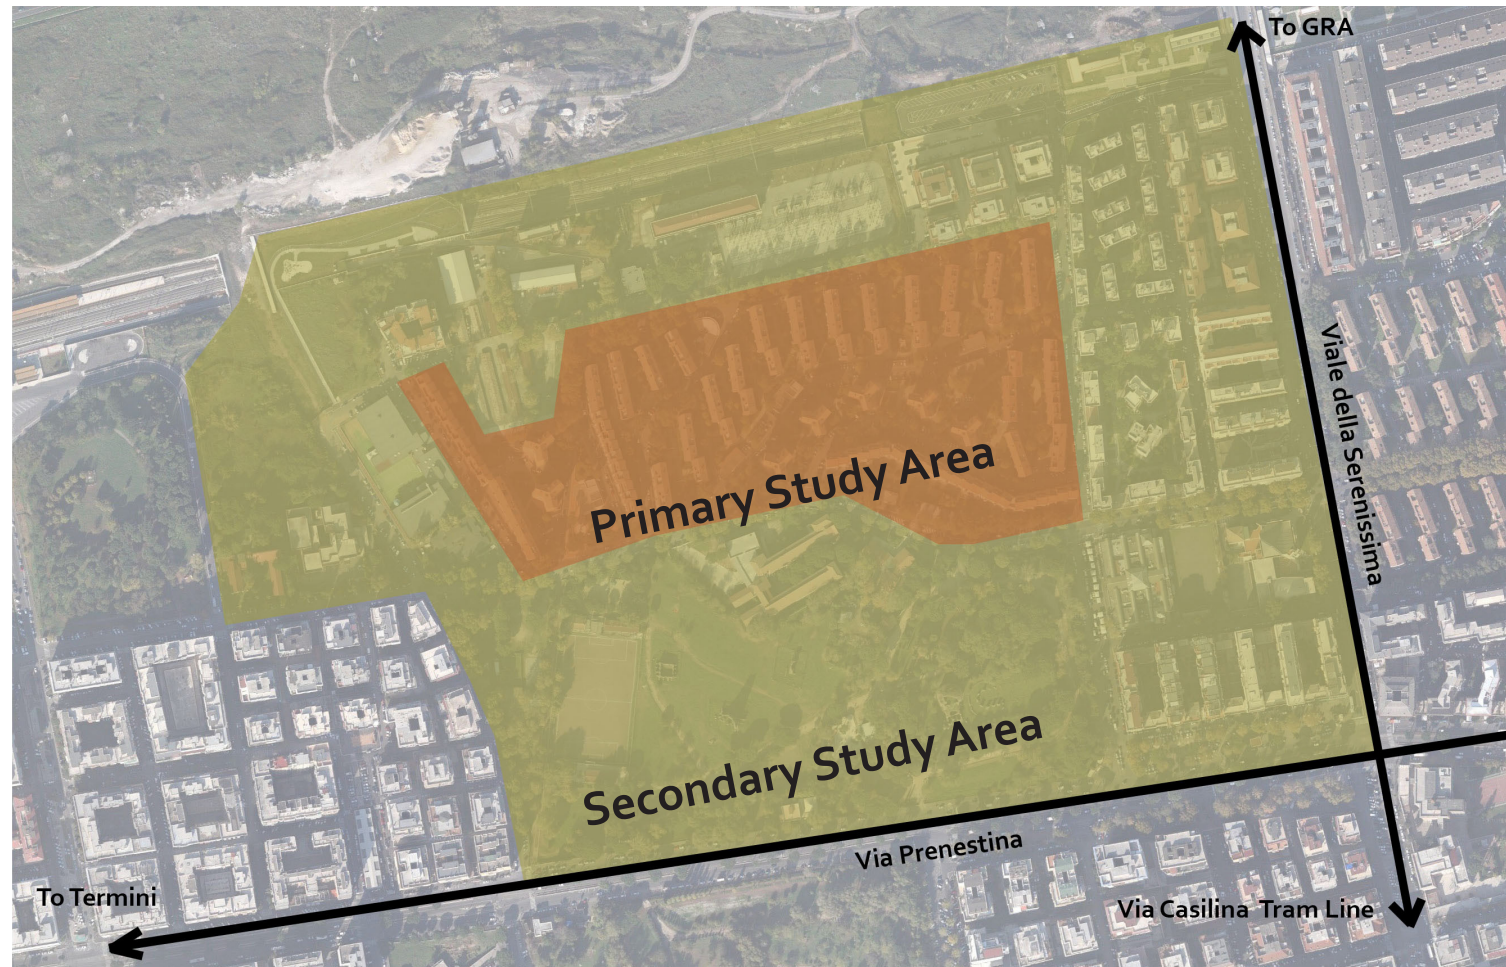 To GRA
Viale della Serenissima
Primary Study Area
Secondary Study Area
Via Prenestina
To Termini
Via Casilina Tram Line